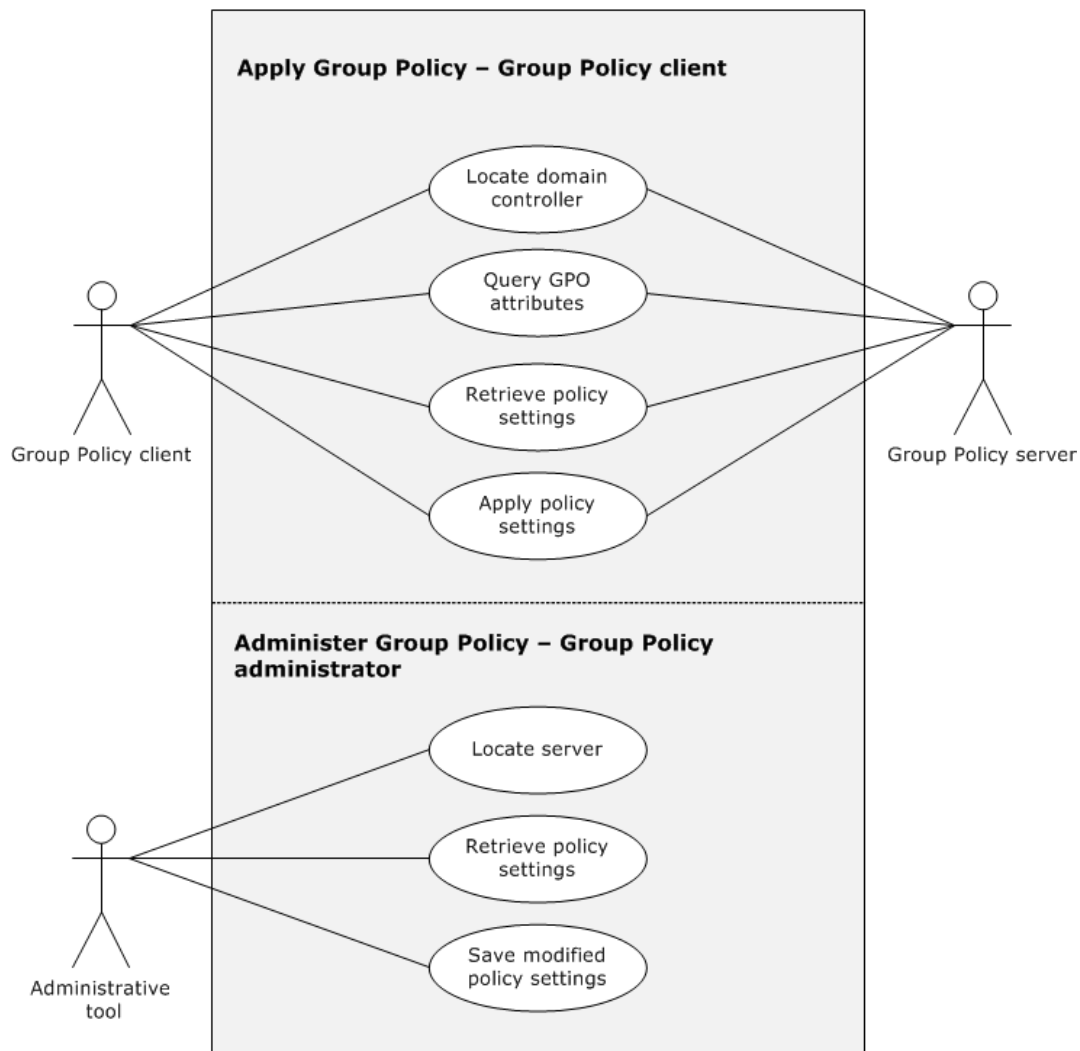 Apply Group Policy – Group Policy client
Locate domain
controller
Query GPO
attributes
Retrieve policy
settings
Group Policy client
Group Policy server
Apply policy
settings
Administer Group Policy – Group Policy
administrator
Locate server
Retrieve policy
settings
Save modified
policy settings
Administrative
tool